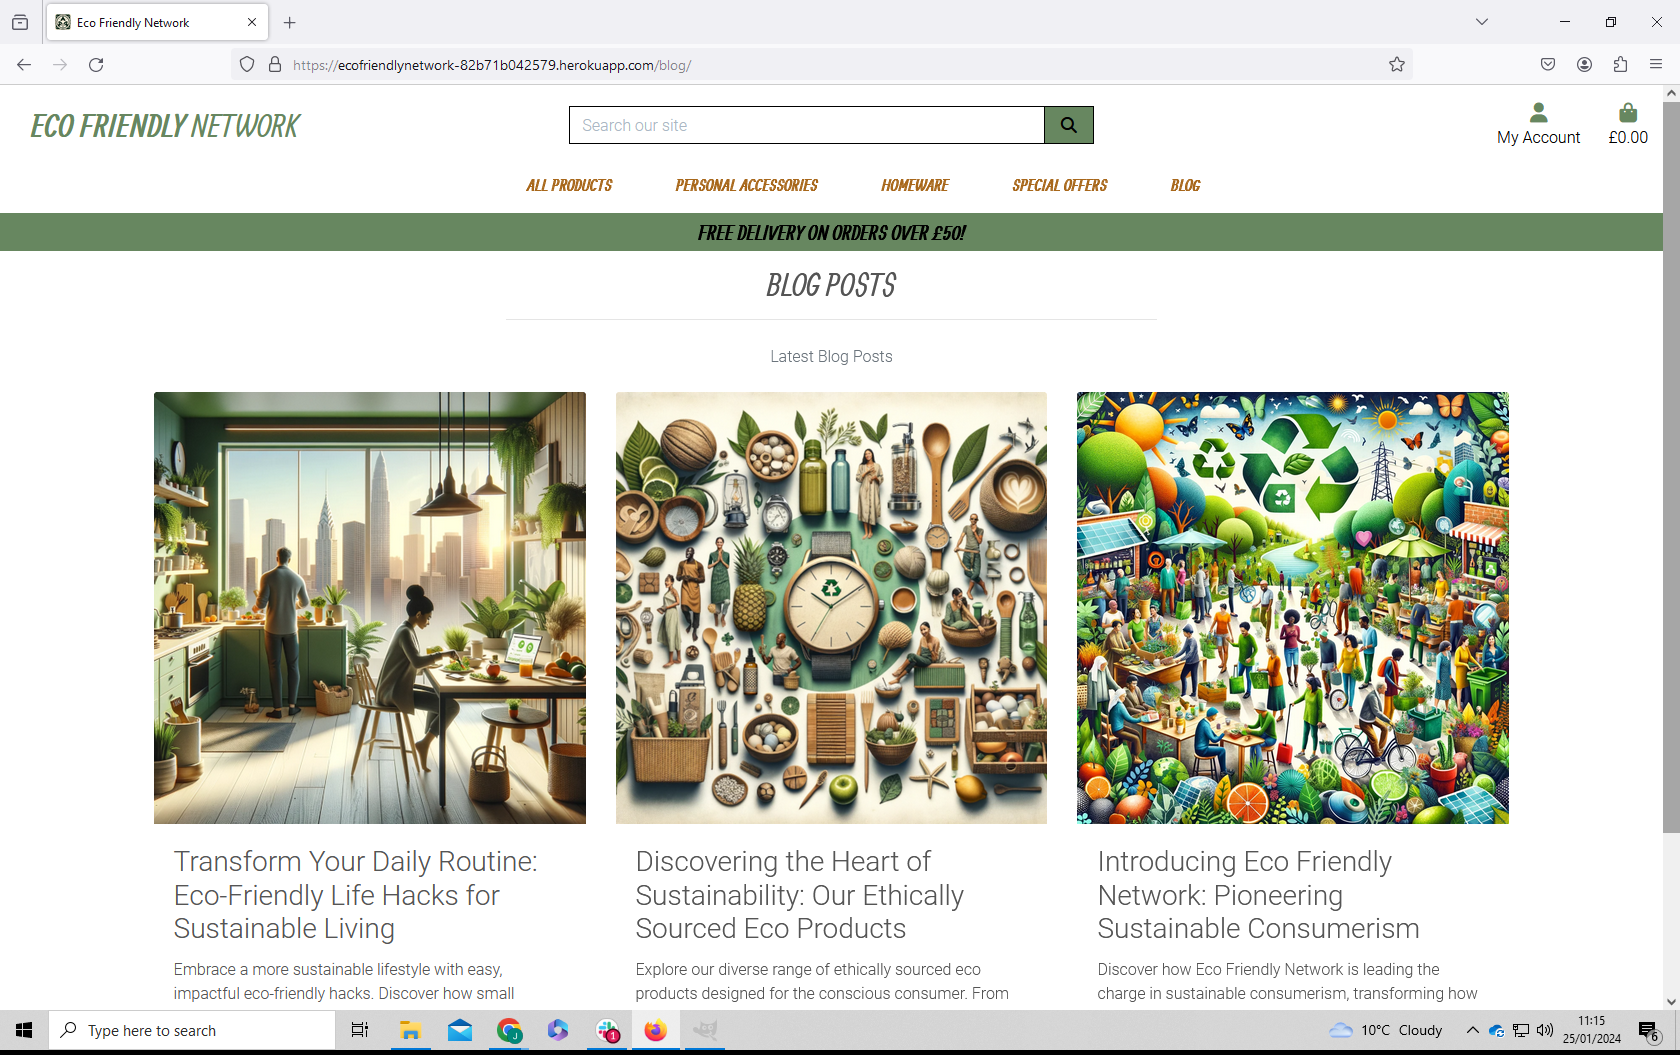 Eco Friendly Network
https://ecofriendlynetwork-82b71b042579.herokuapp.com/blog/
ECO FRIENDLY NETWORK
Search our site
My Account
£0.00
ALL PRODUCTS
PERSONAL ACCESSORIES
HOMEWARE
SPECIAL OFFERS
BLOG
FREE DELIVERY ON ORDERS OVER £50!
BLOG POSTS
Latest Blog Posts
Transform Your Daily Routine:
Eco-Friendly Life Hacks for
Sustainable Living
Embrace a more sustainable lifestyle with easy,
impactful eco-friendly hacks. Discover how small
Discovering the Heart of
Sustainability: Our Ethically
Sourced Eco Products
Explore our diverse range of ethically sourced eco
products designed for the conscious consumer. From
Introducing Eco Friendly
Network: Pioneering
Sustainable Consumerism
Discover how Eco Friendly Network is leading the
charge in sustainable consumerism, transforming how
Type here to search
J
1
10°C Cloudy
11:15
25/01/2024
6